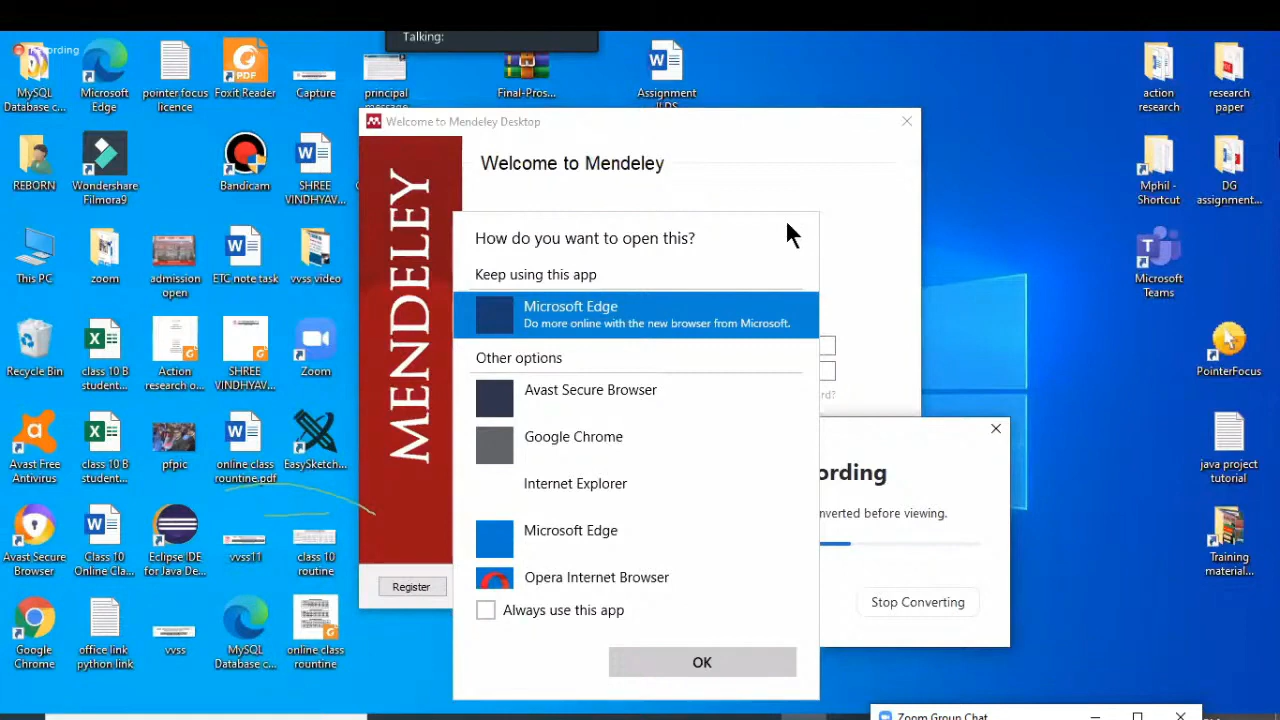 Talking:
Recording
MySQL
Database c...
Microsoft
Edge
pointer focus
licence
PDF
Foxit Reader
Capture
principal
message
Final-Pros...
Assignment
action
research
research
paper
Welcome to Mendeley Desktop
Welcome to Mendeley
MENDELEY
REBORN
Wondershare
Filmora9
Bandicam
SHREE
VINDHYAV...
Mphil -
Shortcut
DG
assignment...
How do you want to open this?
Keep using this app
Microsoft Edge
Do more online with the new browser from Microsoft.
Other options
Avast Secure Browser
Google Chrome
Internet Explorer
Microsoft Edge
Opera Internet Browser
Always use this app
OK
This PC
zoom
admission
open
ETC note task
vvss video
Microsoft
Teams
Recycle Bin
class 10 B
student...
Action
research o...
SHREE
VINDHYAV...
Zoom
PointerFocus
Avast Free
Antivirus
class 10 B
student...
pfpic
online class
rountine.pdf
EasySketch...
java project
tutorial
ording
nverted before viewing.
Stop Converting
Avast Secure
Browser
Class 10
Online Cla...
Eclipse IDE
for Java De...
vvss11
class 10
routine
Training
material...
Register
Google
Chrome
office link
python link
vvss
MySQL
Database c...
online class
rountine
Zoom Group Chat